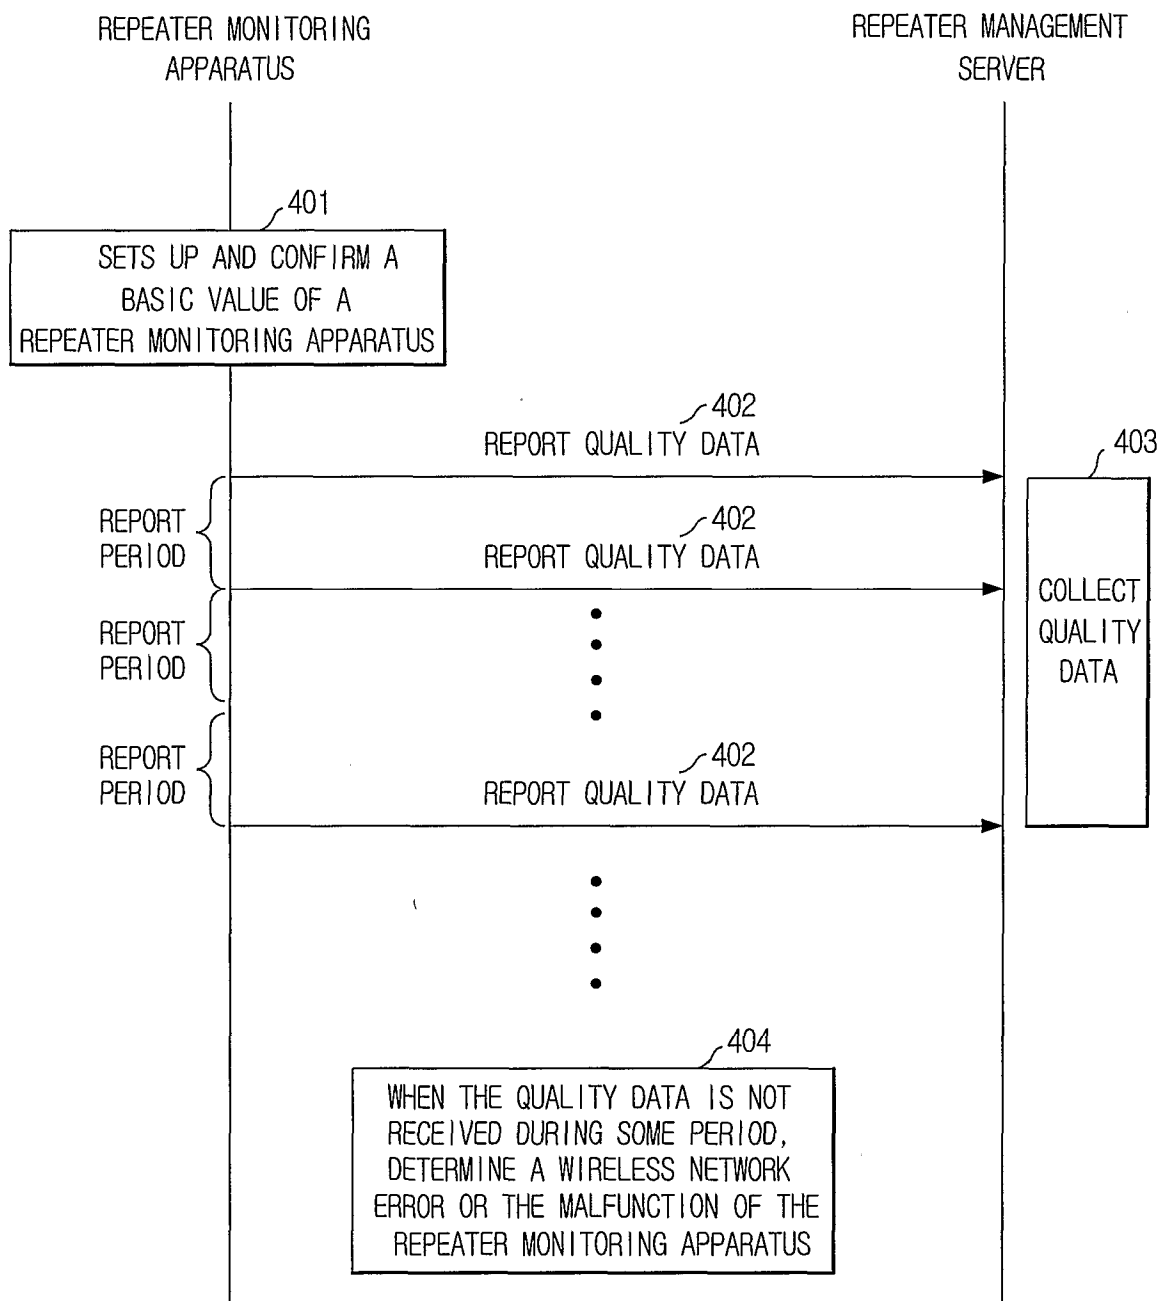 REPEATER MONITORING
APPARATUS
REPEATER MANAGEMENT
SERVER
401
SETS UP AND CONFIRM A
BASIC VALUE OF A
REPEATER MONITORING APPARATUS
402
REPORT QUALITY DATA
403
REPORT
PERIOD
402
REPORT QUALITY DATA
COLLECT
QUALITY
DATA
REPORT
PERIOD
REPORT
PERIOD
402
REPORT QUALITY DATA
404
WHEN THE QUALITY DATA IS NOT
RECEIVED DURING SOME PERIOD,
DETERMINE A WIRELESS NETWORK
ERROR OR THE MALFUNCTION OF THE
REPEATER MONITORING APPARATUS